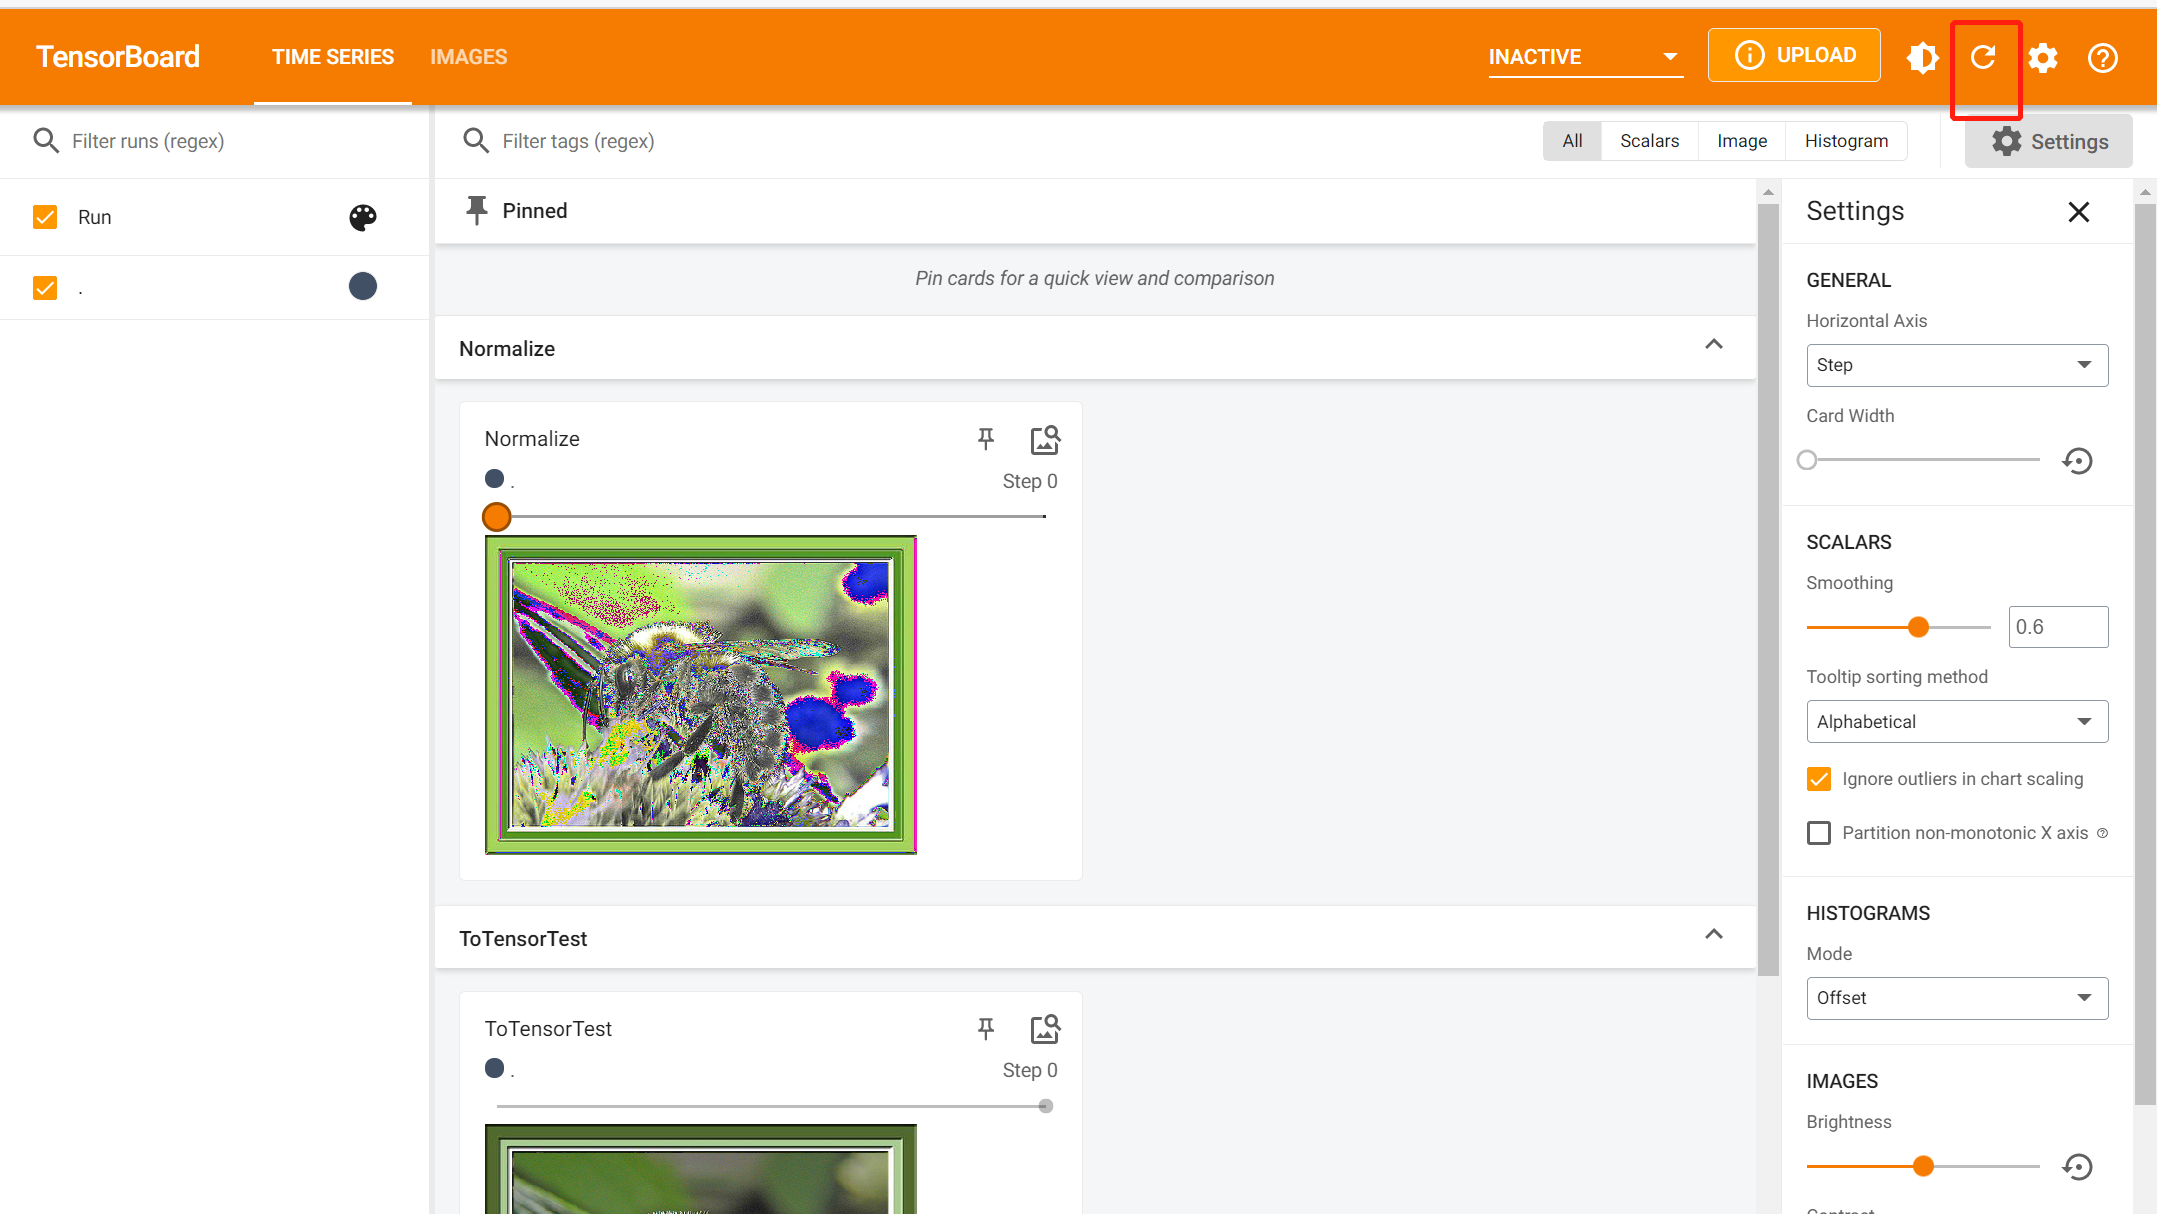 TensorBoard
TIME SERIES
IMAGES
INACTIVE
UPLOAD
Filter runs (regex)
Filter tags (regex)
All
Scalars
Image
Histogram
Settings
Run
.
Pinned
Pin cards for a quick view and comparison
Normalize
Normalize
.
Step 0
ToTensorTest
ToTensorTest
.
Step 0
Settings
GENERAL
Horizontal Axis
Step
Card Width
SCALARS
Smoothing
0.6
Tooltip sorting method
Alphabetical
Ignore outliers in chart scaling
Partition non-monotonic X axis
HISTOGRAMS
Mode
Offset
IMAGES
Brightness